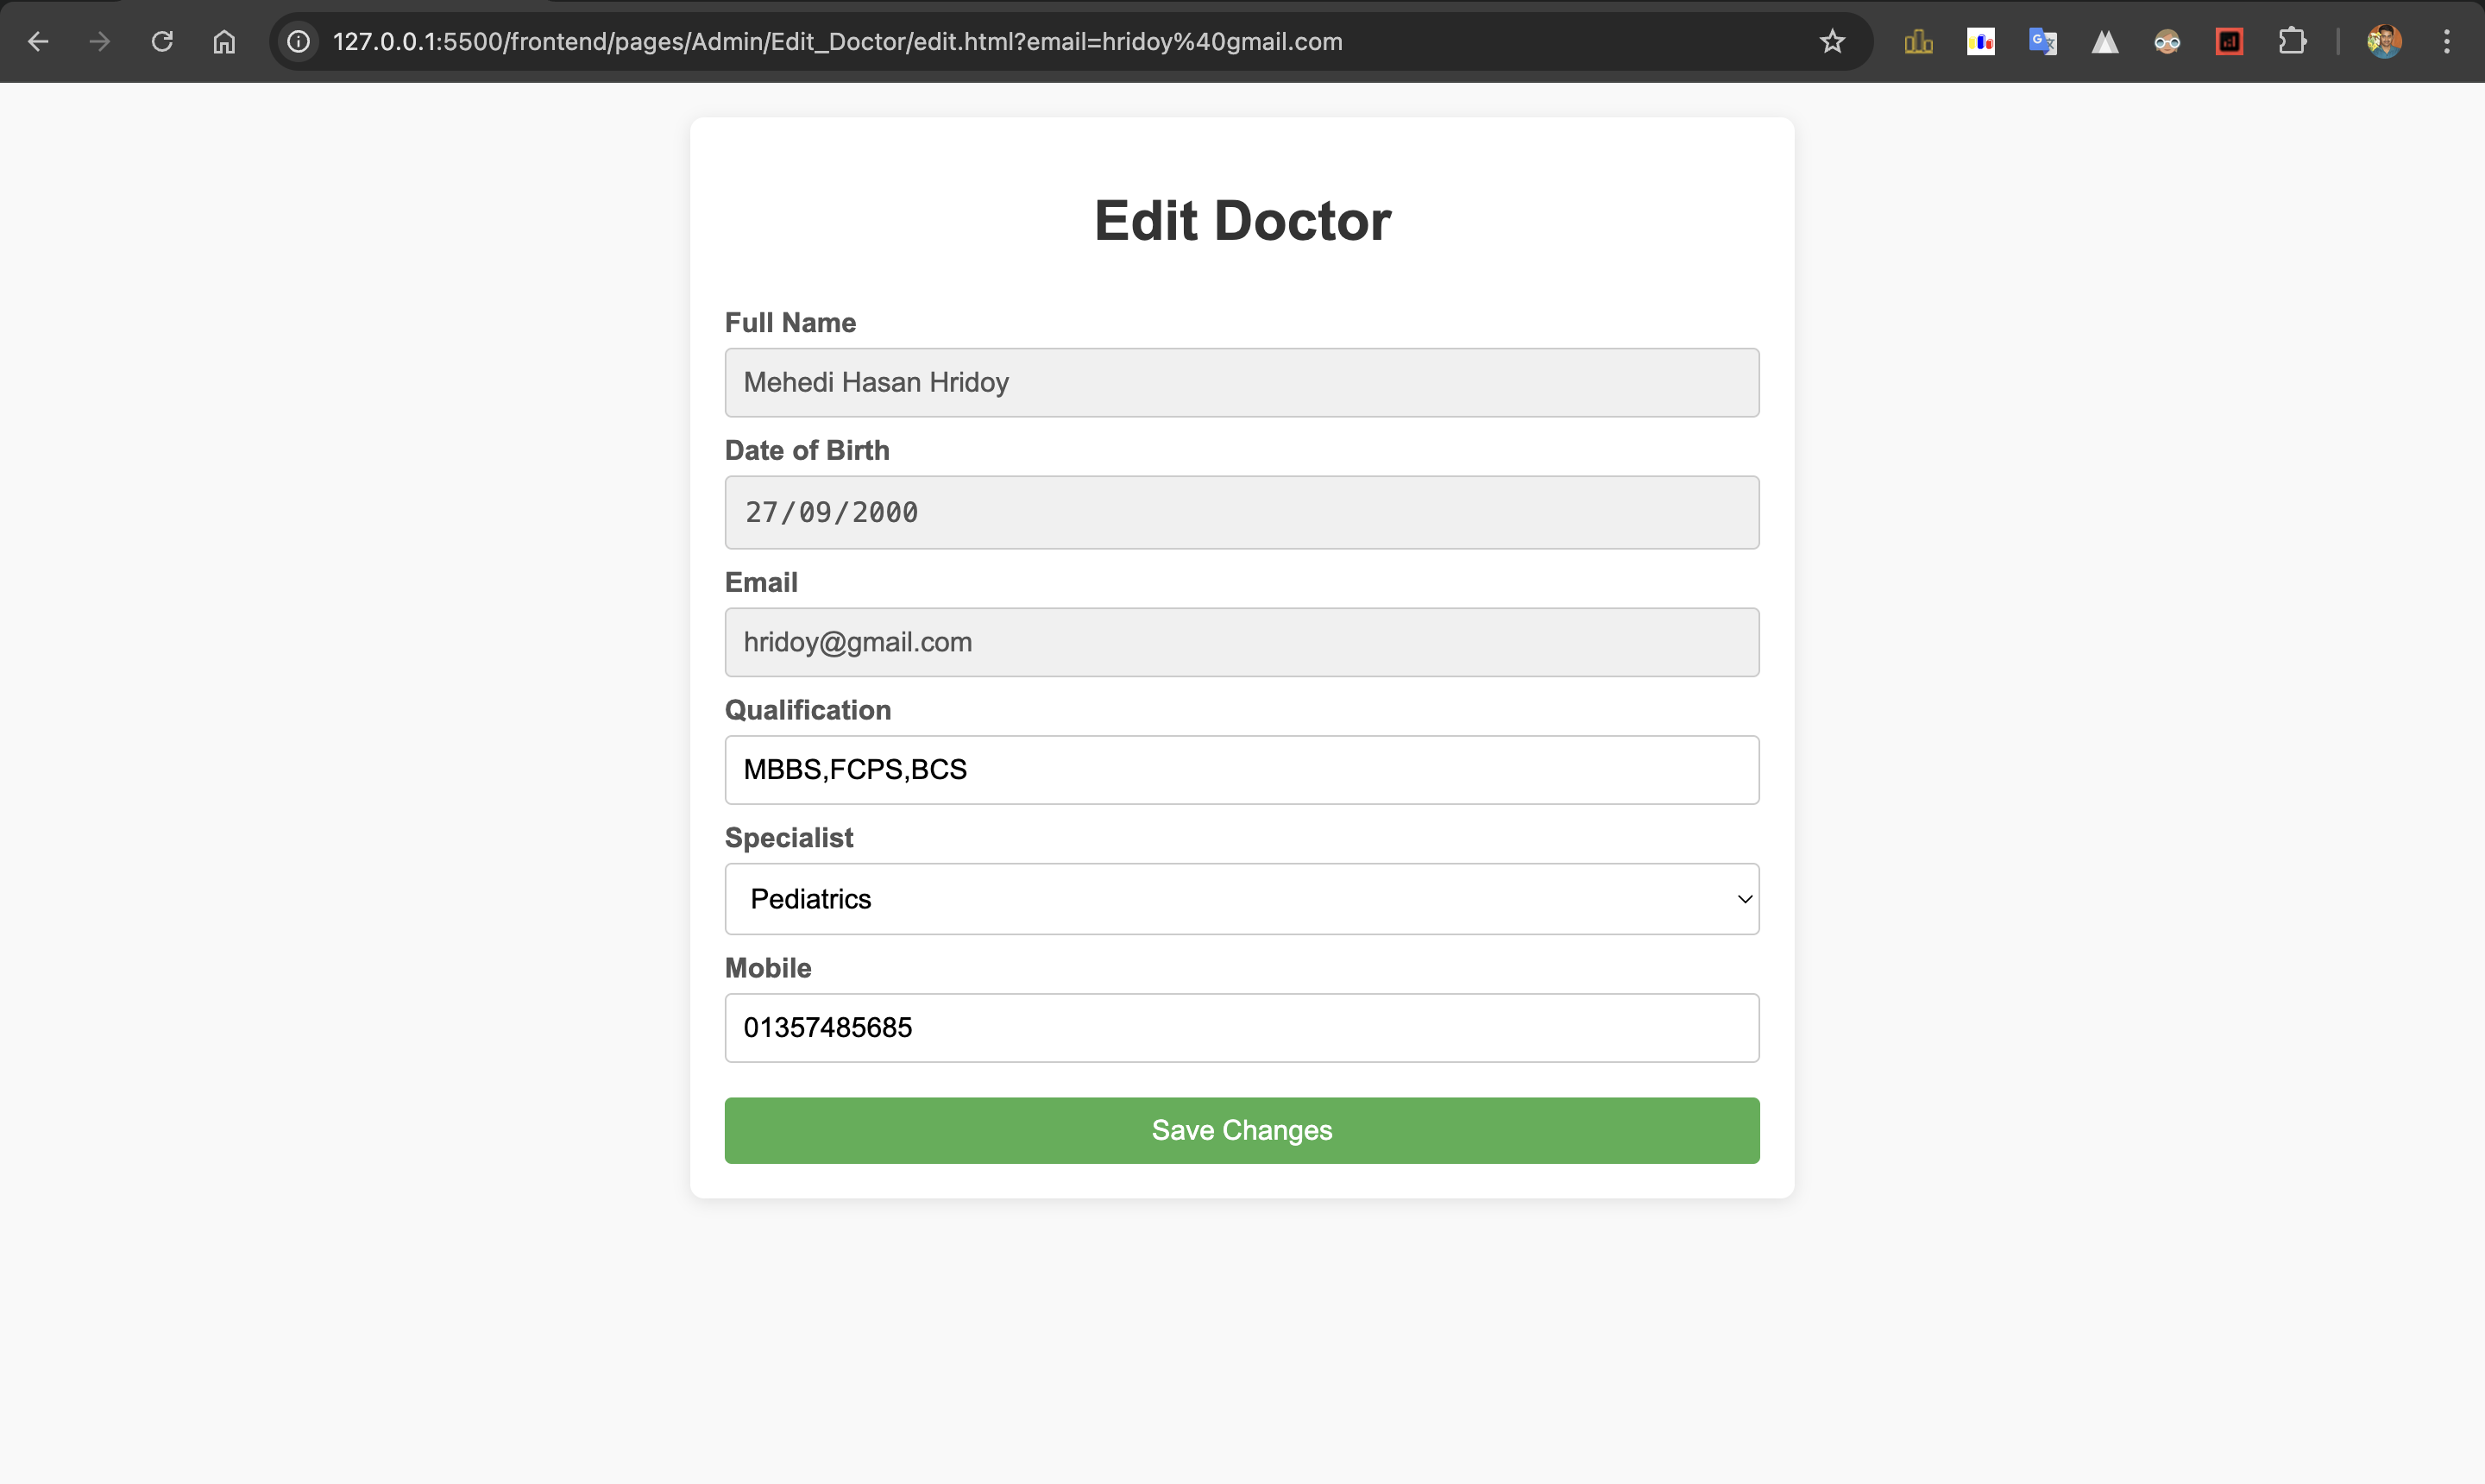 127.0.0.1:5500/frontend/pages/Admin/Edit_Doctor/edit.html?email=hridoy%40gmail.com
Edit Doctor
Full Name
Mehedi Hasan Hridoy
Date of Birth
27/09/2000
Email
hridoy@gmail.com
Qualification
MBBS,FCPS,BCS
Specialist
Pediatrics
Mobile
01357485685
Save Changes